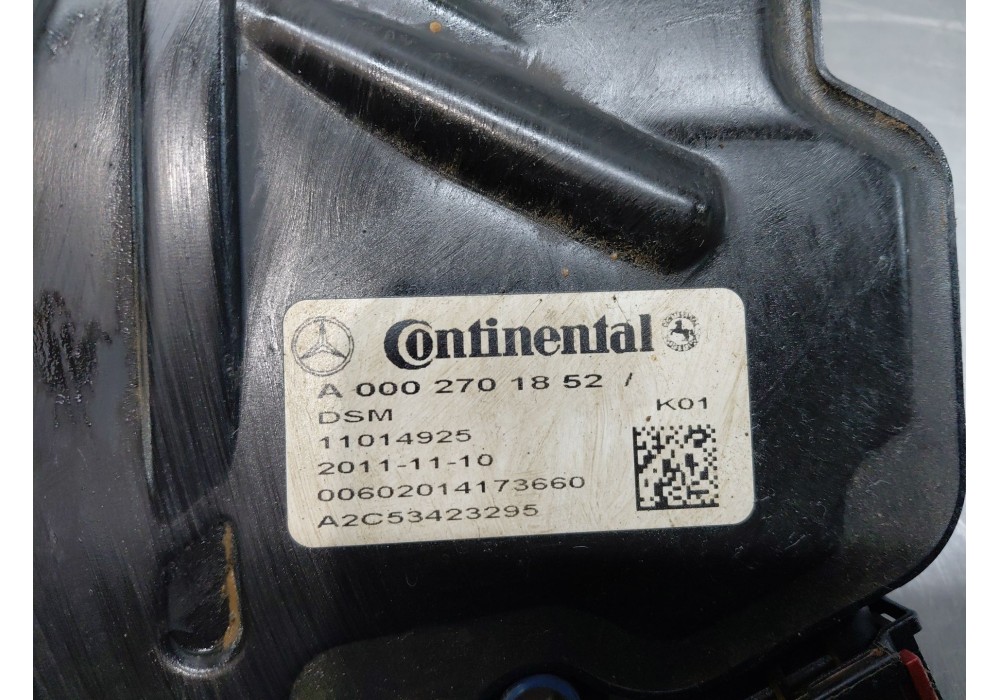 Continental
A 000 270 18 52 /
DSM
K01
11014925
2011-11-10
00602014173660
A2C53423295